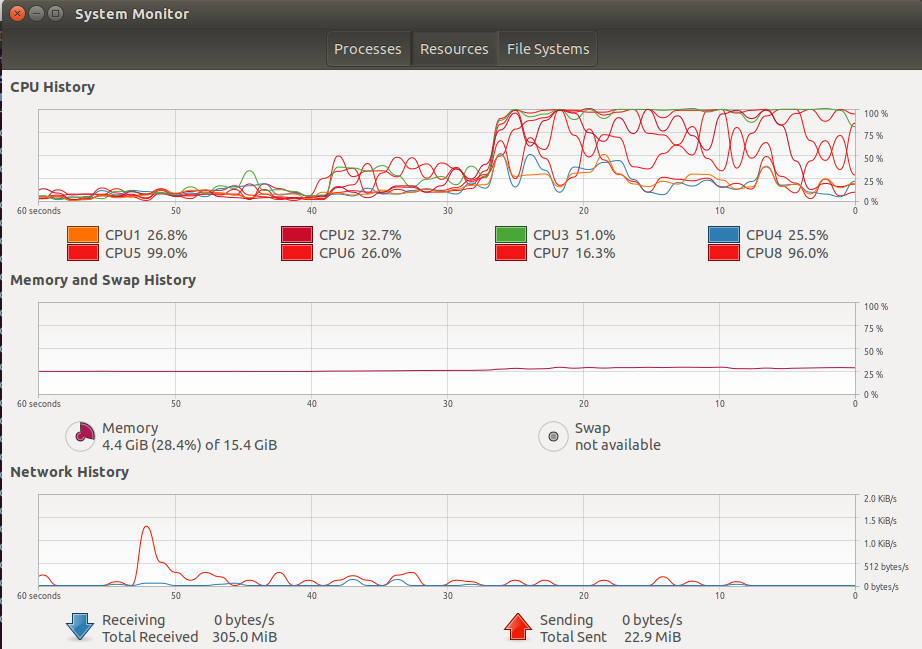 System Monitor
Processes Resources File Systems
CPU History
100 %
75 %
50 %
25 %
0 %
60 seconds 50 40 30 20 10 0
CPU1 26.8% CPU2 32.7% CPU3 51.0% CPU4 25.5%
CPU5 99.0% CPU6 26.0% CPU7 16.3% CPU8 96.0%
Memory and Swap History
100 %
75 %
50 %
25 %
0 %
60 seconds 50 40 30 20 10 0
Memory
4.4 GiB (28.4%) of 15.4 GiB
Swap
not available
Network History
2.0 KiB/s
1.5 KiB/s
1.0 KiB/s
512 bytes/s
0 bytes/s
60 seconds 50 40 30 20 10 0
Receiving 0 bytes/s
Total Received 305.0 MiB
Sending 0 bytes/s
Total Sent 22.9 MiB